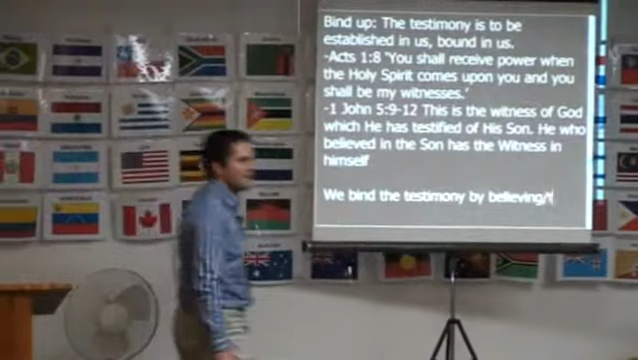 Bind up: The testimony is to be
established in us, bound in us.
-Acts 1:8 "You shall receive power when
the Holy Spirit comes upon you and you
shall be my witnesses."
-1 John 5:9-12 This is the witness of God
which He has testified of His Son. He who
believed in the Son has the Witness in
himself
We bind the testimony by believing/t